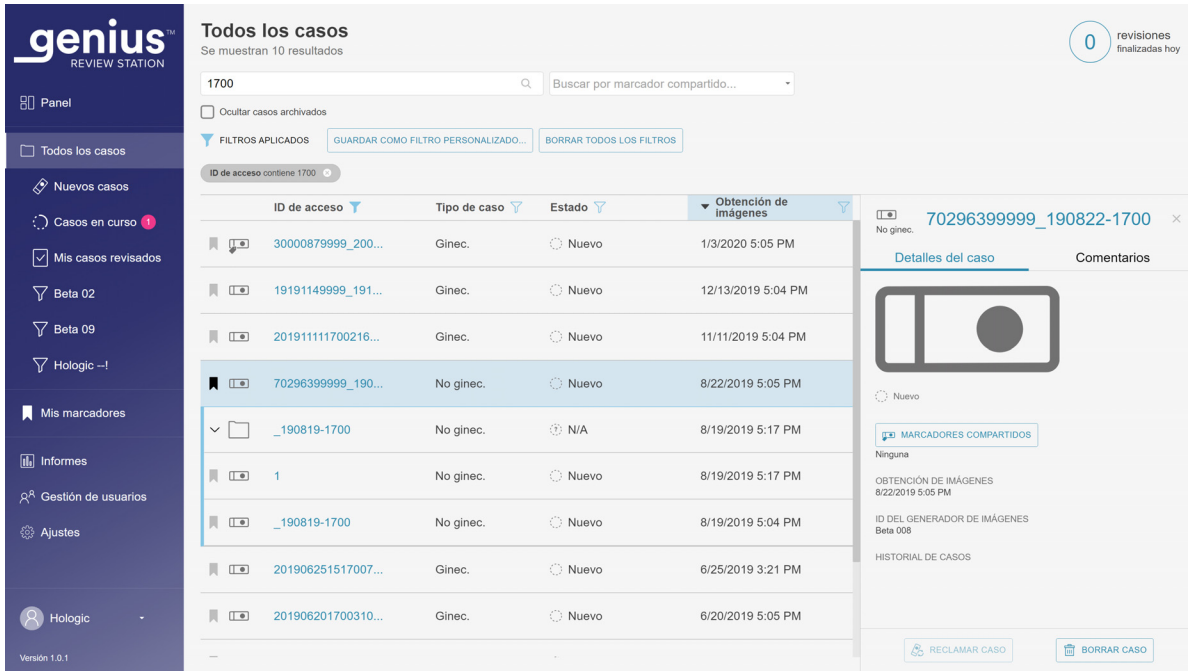 genius™
REVIEW STATION
Panel
Todos los casos
Nuevos casos
Casos en curso 1
Mis casos revisados
Beta 02
Beta 09
Hologic --!
Mis marcadores
Informes
Gestión de usuarios
Ajustes
Hologic
Versión 1.0.1
Todos los casos
Se muestran 10 resultados
0 revisiones
finalizadas hoy
1700
Buscar por marcador compartido...
Ocultar casos archivados
FILTROS APLICADOS GUARDAR COMO FILTRO PERSONALIZADO... BORRAR TODOS LOS FILTROS
ID de acceso contiene 1700
ID de acceso Tipo de caso Estado Obtención de
imágenes
30000879999_200... Ginec. Nuevo 1/3/2020 5:05 PM
19191149999_191... Ginec. Nuevo 12/13/2019 5:04 PM
201911111700216... Ginec. Nuevo 11/11/2019 5:04 PM
70296399999_190... No ginec. Nuevo 8/22/2019 5:05 PM
_190819-1700 No ginec. ? N/A 8/19/2019 5:17 PM
1 No ginec. Nuevo 8/19/2019 5:17 PM
_190819-1700 No ginec. Nuevo 8/19/2019 5:04 PM
201906251517007... Ginec. Nuevo 6/25/2019 3:21 PM
201906201700310... Ginec. Nuevo 6/20/2019 5:05 PM
No ginec.
70296399999_190822-1700
Detalles del caso Comentarios
Nuevo
MARCADORES COMPARTIDOS
Ninguna
OBTENCIÓN DE IMÁGENES
8/22/2019 5:05 PM
ID DEL GENERADOR DE IMÁGENES
Beta 008
HISTORIAL DE CASOS
RECLAMAR CASO BORRAR CASO